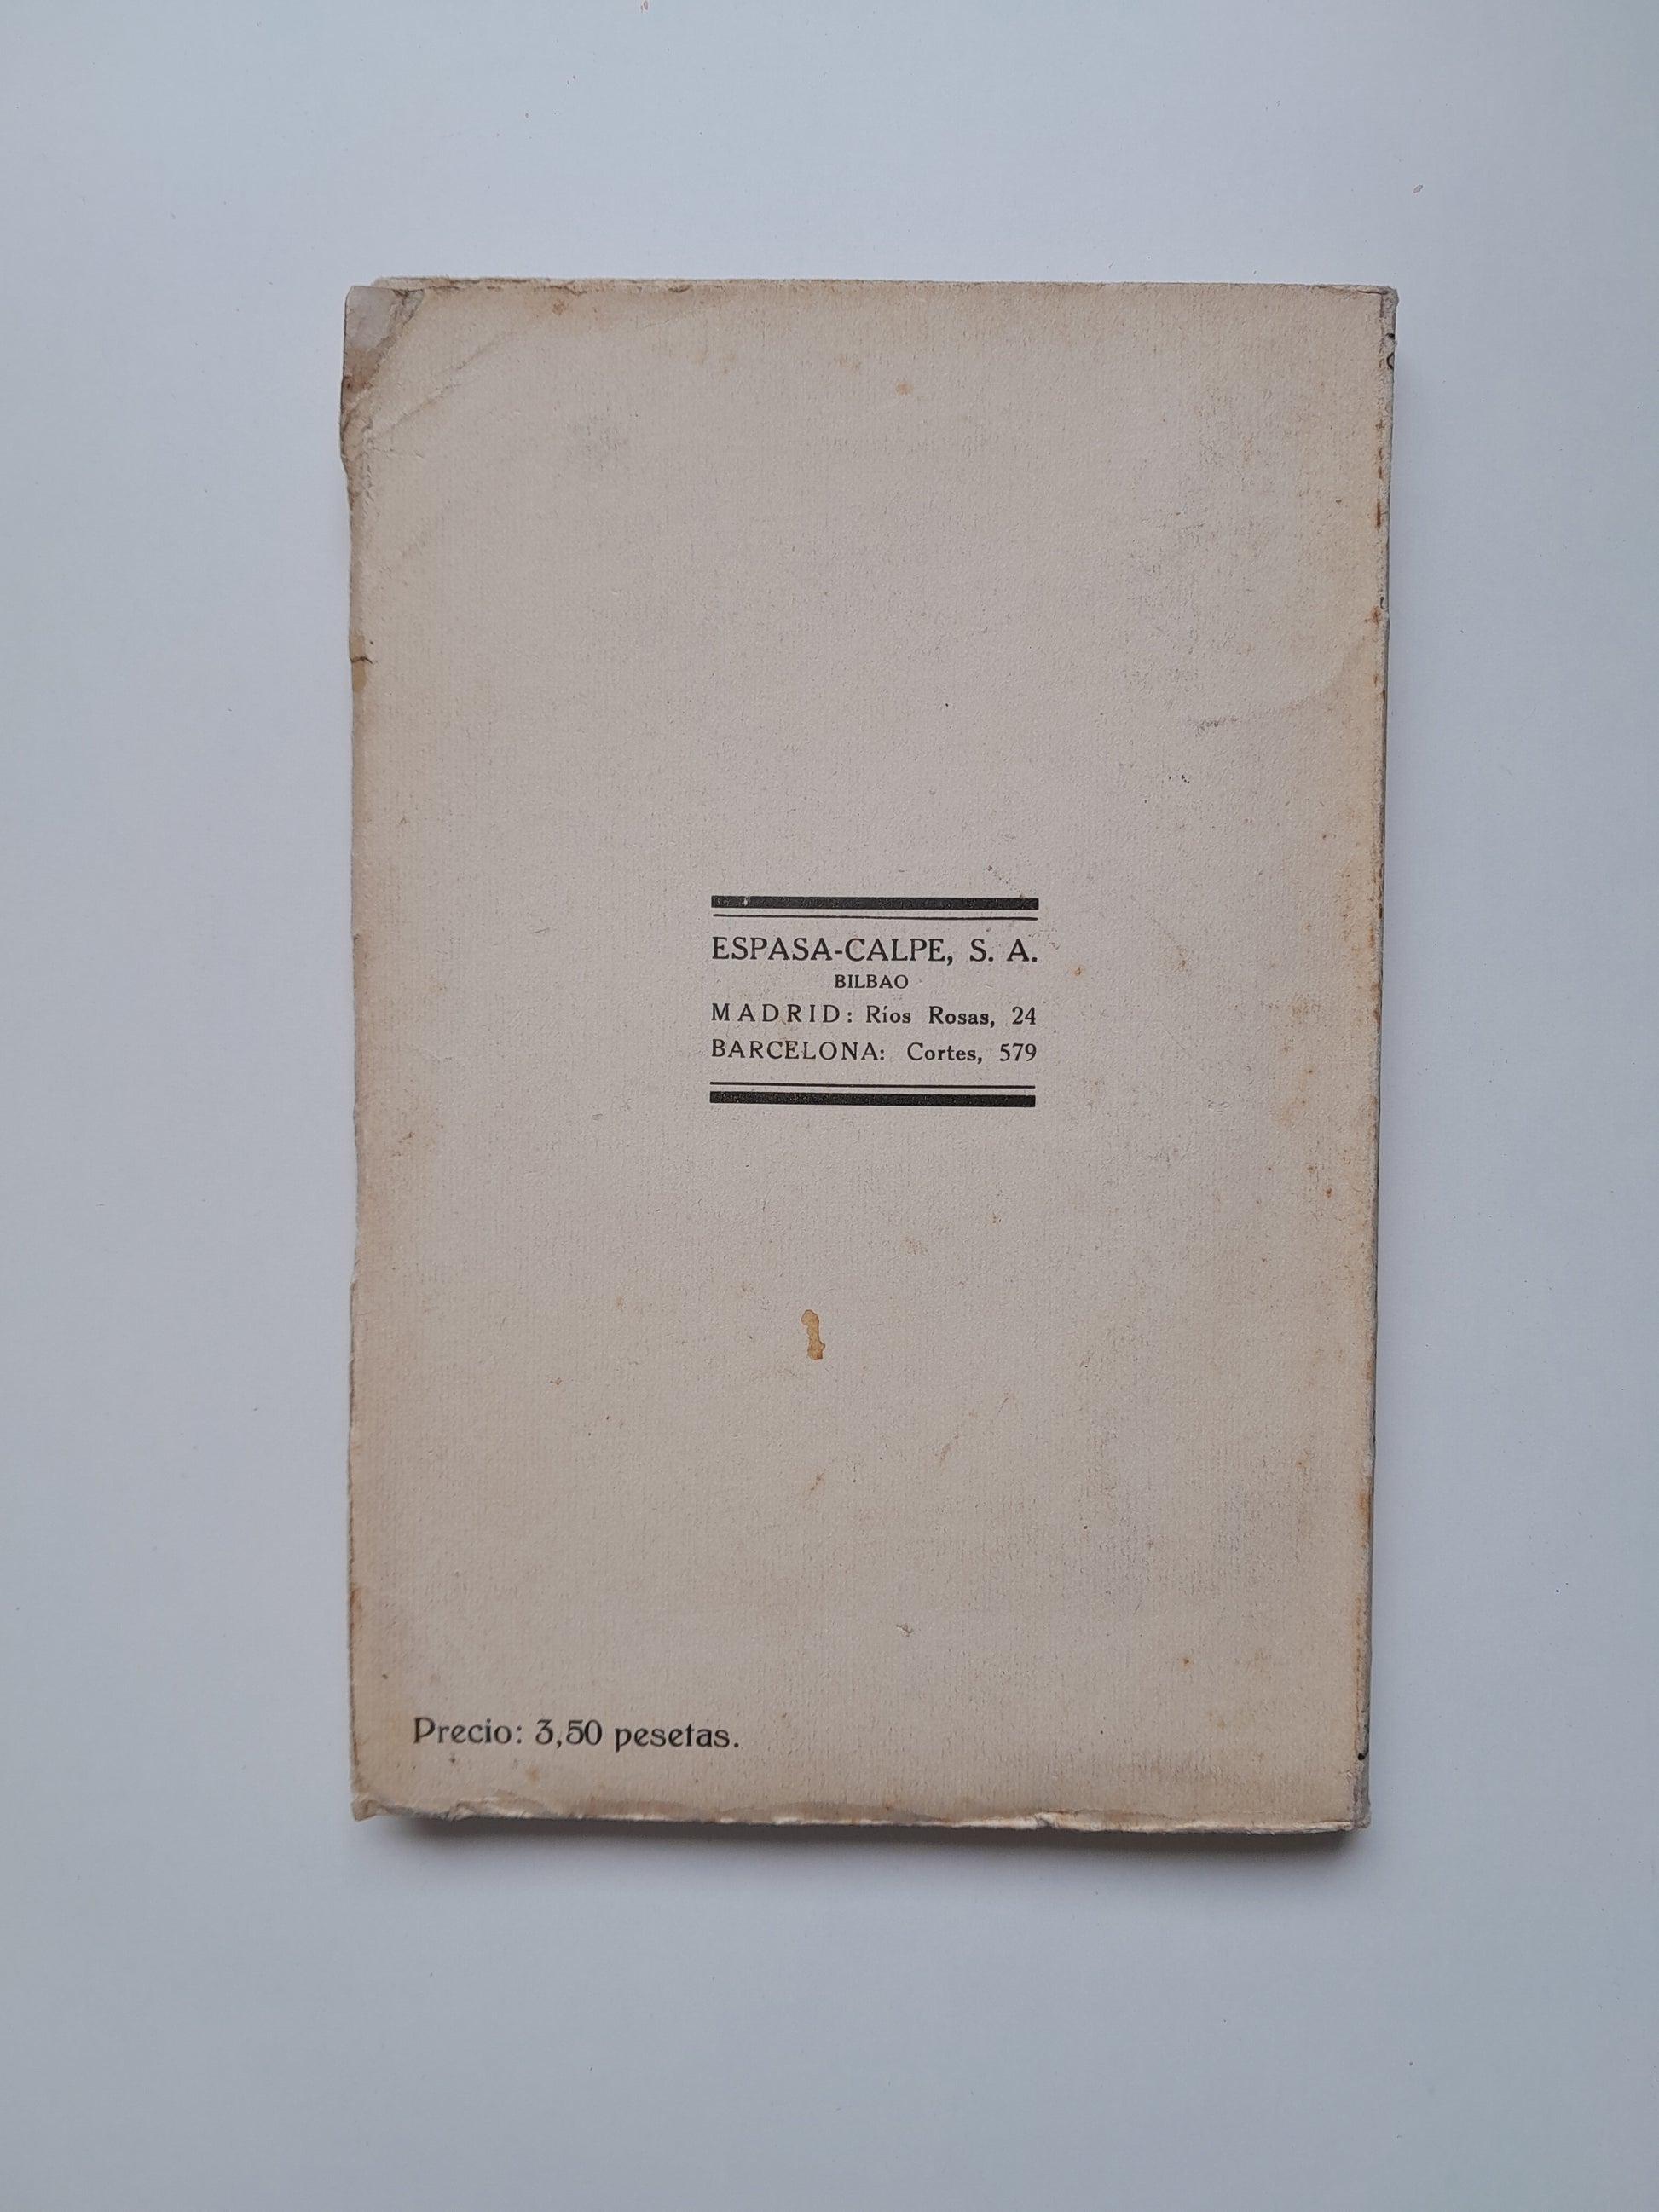 ESPASA-CALPE, S. A.
BILBAO
MADRID: Ríos Rosas, 24
BARCELONA: Cortes, 579
Precio: 3,50 pesetas.